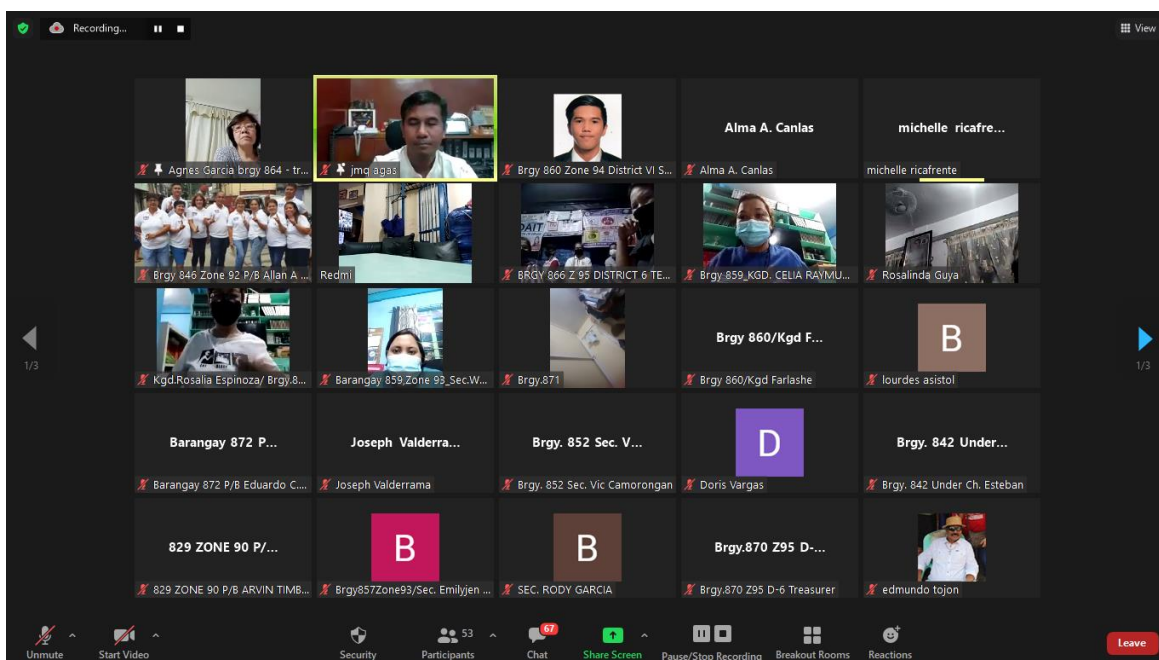 Recording...
View
Agnes Garcia brgy 864 - tr...
jmq agas
Brgy 860 Zone 94 District VI S...
Alma A. Canlas
Alma A. Canlas
michelle ricafre...
michelle ricafrente
Brgy 846 Zone 92 P/B Allan A ...
Redmi
BRGY 866 Z 95 DISTRICT 6 TE...
Brgy 859_KGD. CELIA RAYMU...
Rosalinda Guya
Kgd.Rosalia Espinoza/ Brgy.8...
Barangay 859,Zone 93_Sec.W...
Brgy.871
Brgy 860/Kgd F...
Brgy 860/Kgd Farlashe
B
lourdes asistol
Barangay 872 P...
Barangay 872 P/B Eduardo C....
Joseph Valderra...
Joseph Valderrama
Brgy. 852 Sec. V...
Brgy. 852 Sec. Vic Camorongan
D
Doris Vargas
Brgy. 842 Under...
Brgy. 842 Under Ch. Esteban
829 ZONE 90 P/...
829 ZONE 90 P/B ARVIN TIMB...
B
Brgy857Zone93/Sec. Emilyjen ...
B
SEC. RODY GARCIA
Brgy.870 Z95 D-...
Brgy.870 Z95 D-6 Treasurer
edmundo tojon
1/3
1/3
Unmute
Start Video
Security
53
Participants
67
Chat
Share Screen
Pause/Stop Recording
Breakout Rooms
Reactions
Leave